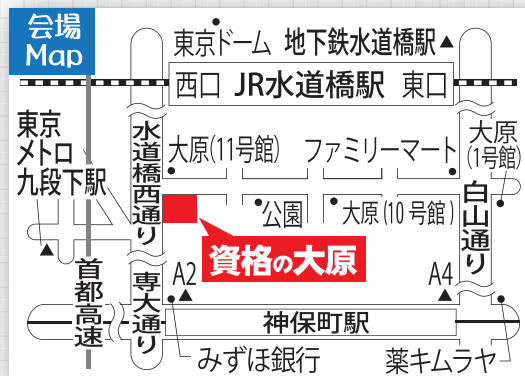 会場
Map
東京ドーム 地下鉄水道橋駅▲
西口 JR水道橋駅 東口
東京
メトロ
九段下駅
水道橋西通り
大原(11号館)
ファミリーマート
大原
(1号館)
公園
大原(10号館)
白山通り
資格の大原
首都高速
専大通り
A2
A4
神保町駅
みずほ銀行
薬キムラヤ